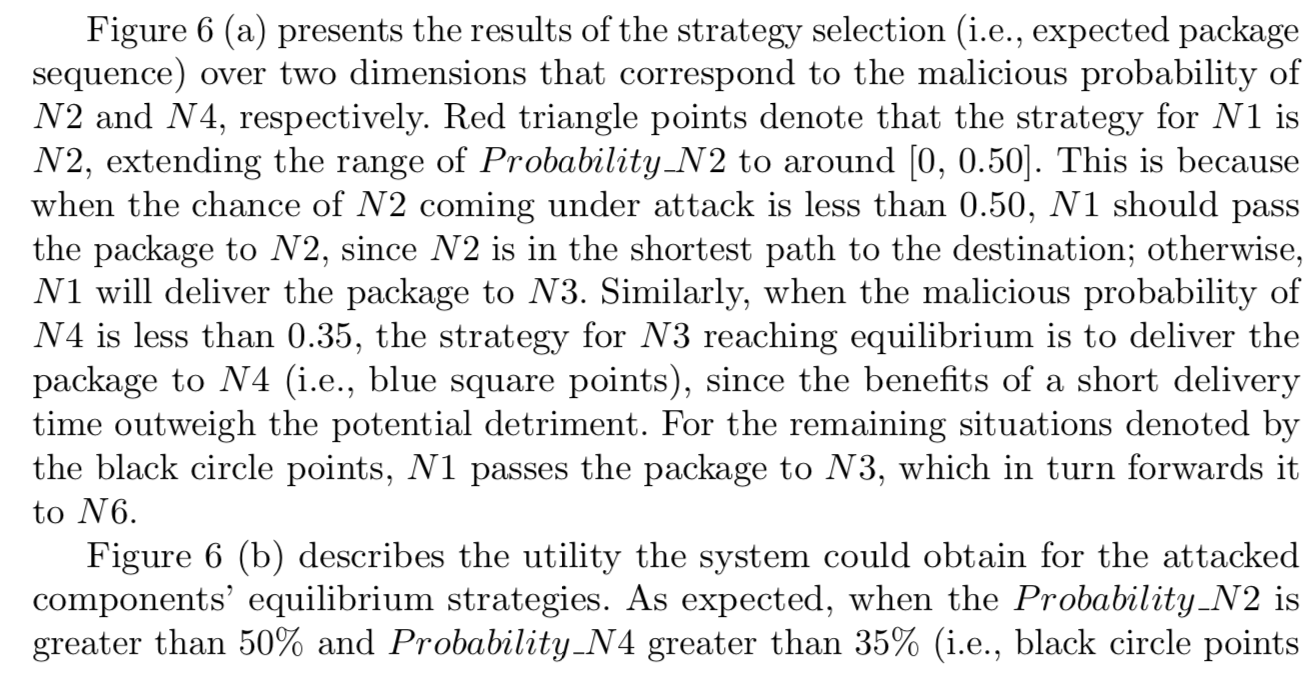 Figure 6 (a) presents the results of the strategy selection (i.e., expected package
sequence) over two dimensions that correspond to the malicious probability of
N2 and N4, respectively. Red triangle points denote that the strategy for N1 is
N2, extending the range of Probability_N2 to around [0, 0.50]. This is because
when the chance of N2 coming under attack is less than 0.50, N1 should pass
the package to N2, since N2 is in the shortest path to the destination; otherwise,
N1 will deliver the package to N3. Similarly, when the malicious probability of
N4 is less than 0.35, the strategy for N3 reaching equilibrium is to deliver the
package to N4 (i.e., blue square points), since the benefits of a short delivery
time outweigh the potential detriment. For the remaining situations denoted by
the black circle points, N1 passes the package to N3, which in turn forwards it
to N6.
Figure 6 (b) describes the utility the system could obtain for the attacked
components' equilibrium strategies. As expected, when the Probability_N2 is
greater than 50% and Probability_N4 greater than 35% (i.e., black circle points